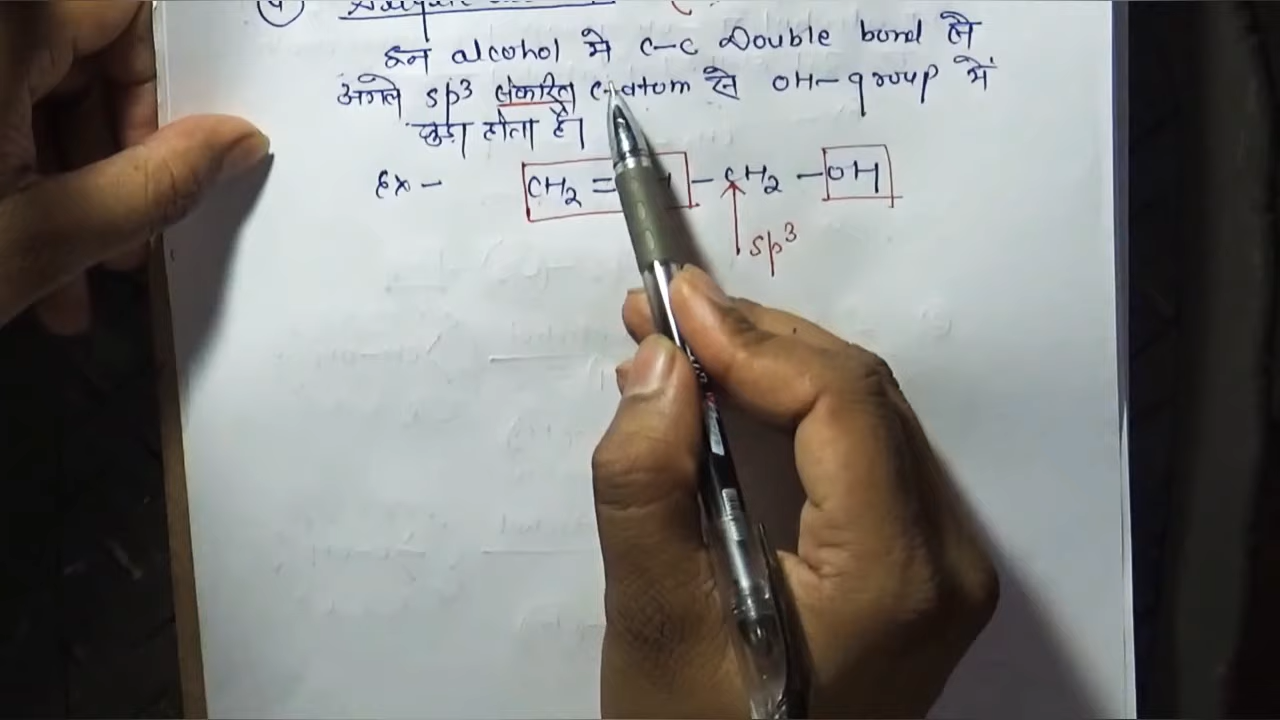 इन alcohol मे C-C Double bond से
अगले sp³ संकरित C-atom से OH-group में
जुड़ा होता है।
Ex - CH₂ = - CH₂ - OH
sp³